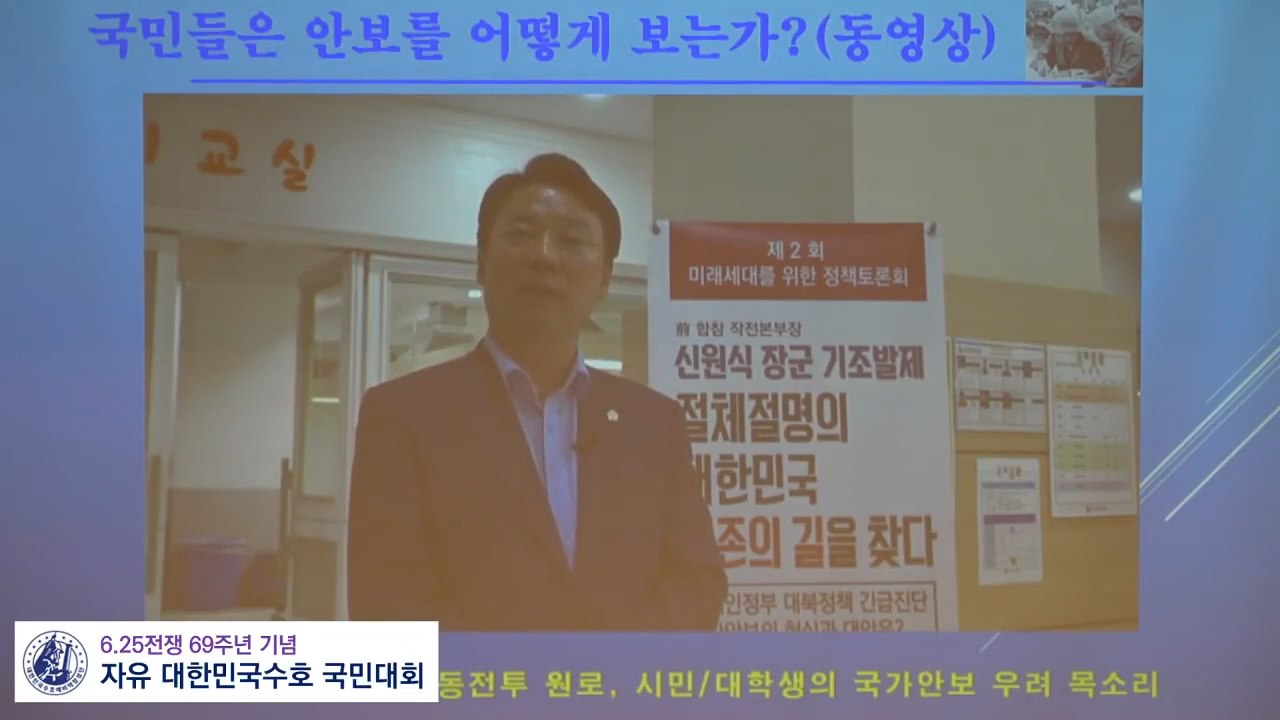 국민들은 안보를 어떻게 보는가?(동영상)
교실
제2회
미래세대를 위한 정책토론회
前 합참 작전본부장
신원식 장군 기조발제
절체절명의
대한민국
존의 길을 찾다
인정부 대북정책 긴급진단
6.25전쟁 69주년 기념
자유 대한민국수호 국민대회
동전투 원로, 시민/대학생의 국가안보 우려 목소리